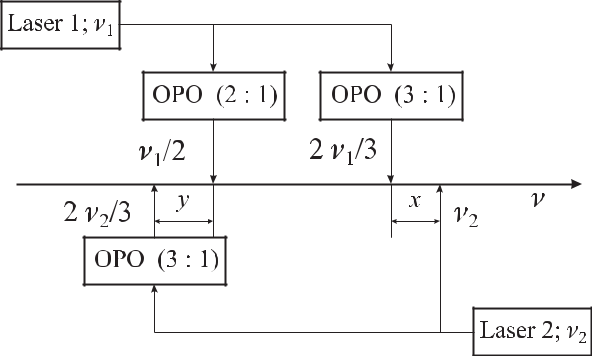 Laser 1; ν₁
OPO (2 : 1)
OPO (3 : 1)
ν₁/2
2 ν₁/3
2 ν₂/3
y
x
ν₂
ν
OPO (3 : 1)
Laser 2; ν₂